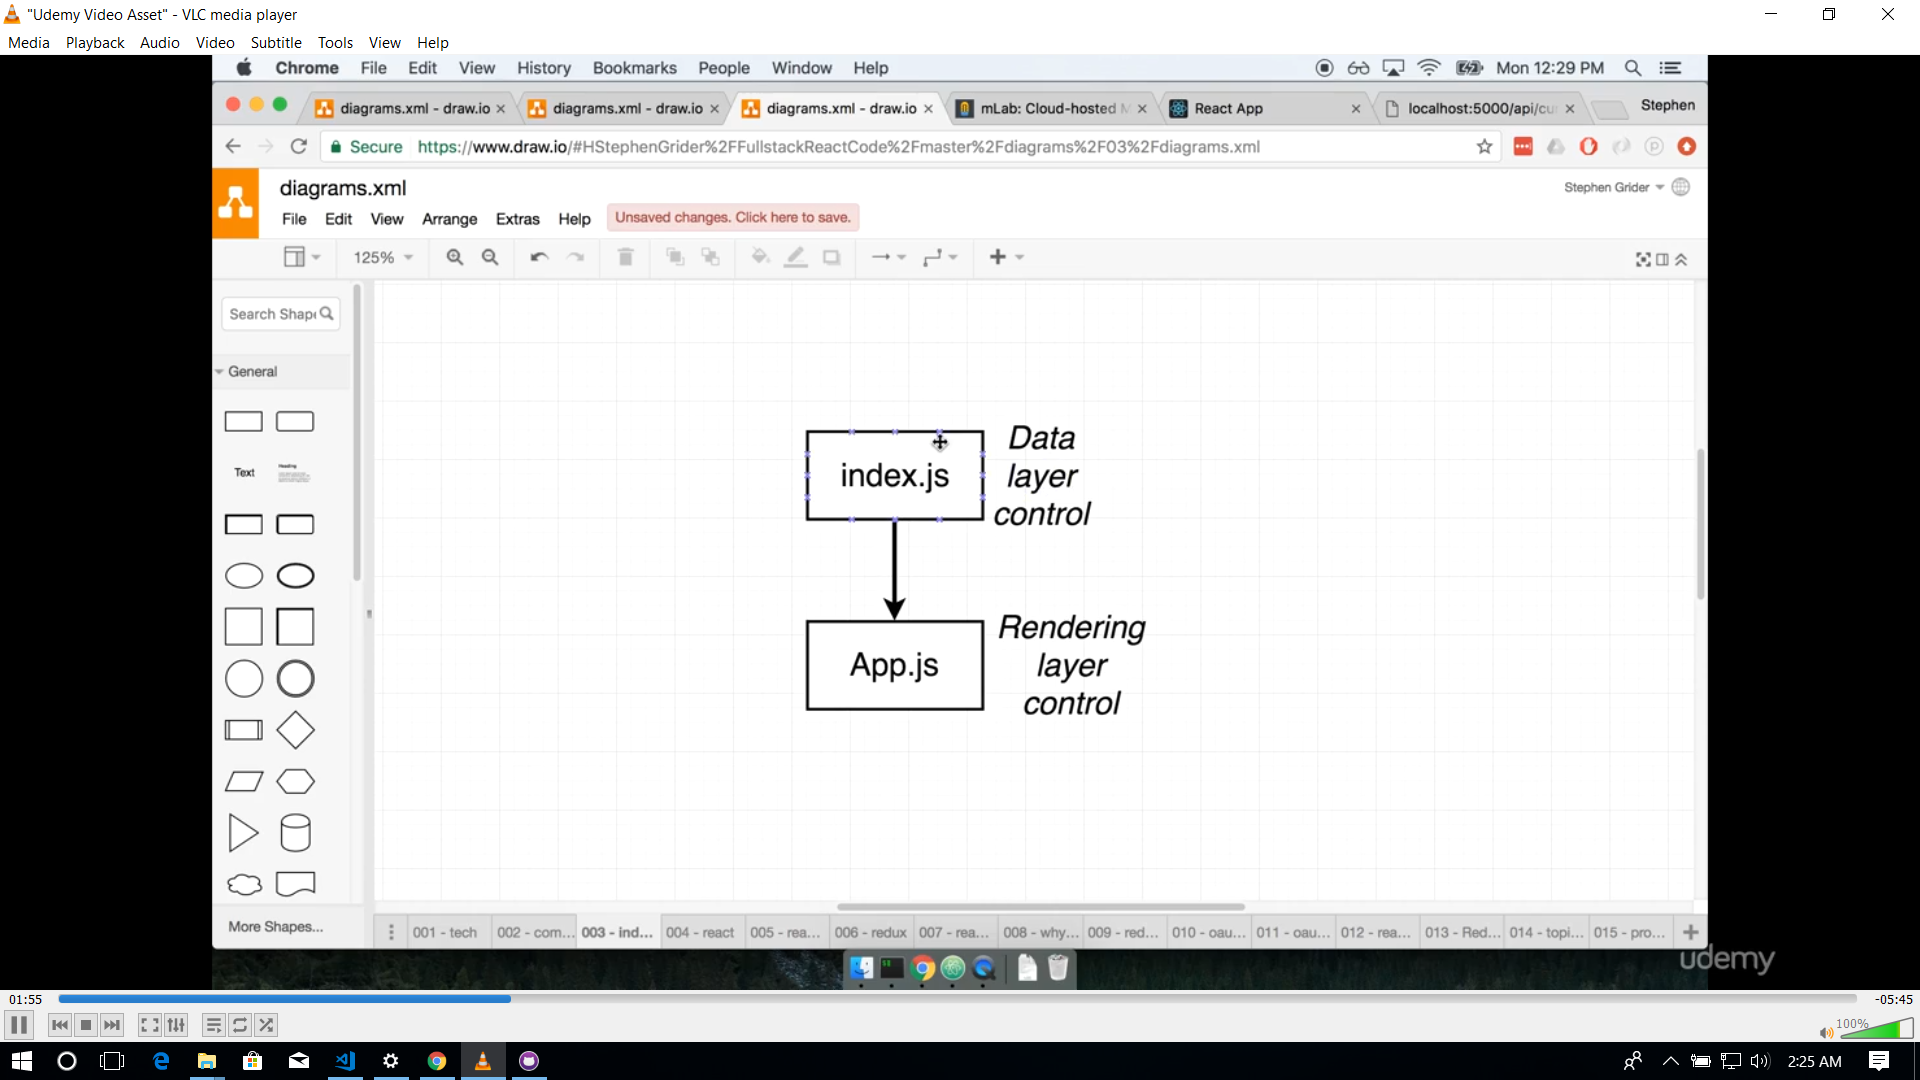 "Udemy Video Asset" - VLC media player
Media Playback Audio Video Subtitle Tools View Help
Chrome File Edit View History Bookmarks People Window Help Mon 12:29 PM
diagrams.xml - draw.io diagrams.xml - draw.io diagrams.xml - draw.io mLab: Cloud-hosted React App localhost:5000/api/cu Stephen
Secure https://www.draw.io/#HStephenGrider%2FFullstackReactCode%2Fmaster%2Fdiagrams%2F03%2Fdiagrams.xml
diagrams.xml
Stephen Grider
File Edit View Arrange Extras Help Unsaved changes. Click here to save.
125%
Search Shap
General
Text Heading
index.js
Data
layer
control
App.js
Rendering
layer
control
More Shapes...
001 - tech 002 - com... 003 - ind... 004 - react 005 - rea... 006 - redux 007 - rea... 008 - why... 009 - red... 010 - oau... 011 - oau... 012 - rea... 013 - Red... 014 - topi... 015 - pro...
udemy
01:55 -05:45
100%
2:25 AM